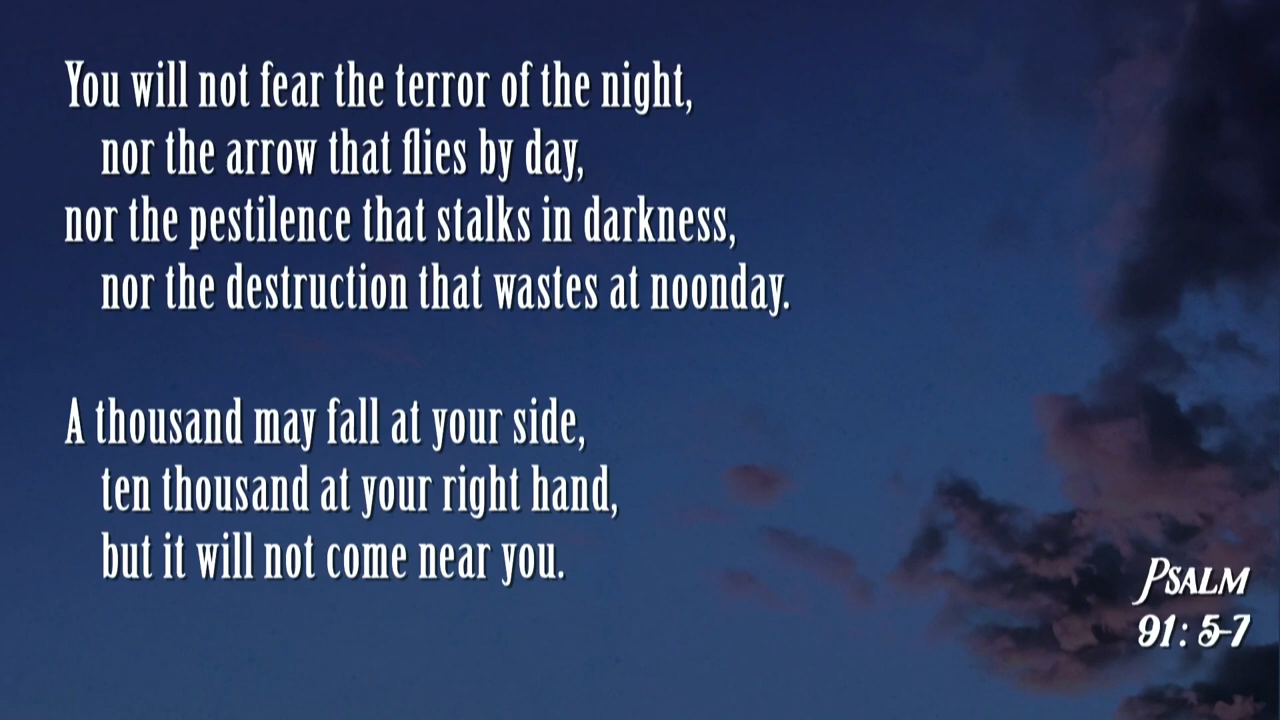 You will not fear the terror of the night,
nor the arrow that flies by day,
nor the pestilence that stalks in darkness,
nor the destruction that wastes at noonday.
A thousand may fall at your side,
ten thousand at your right hand,
but it will not come near you.
Psalm
91: 5-7